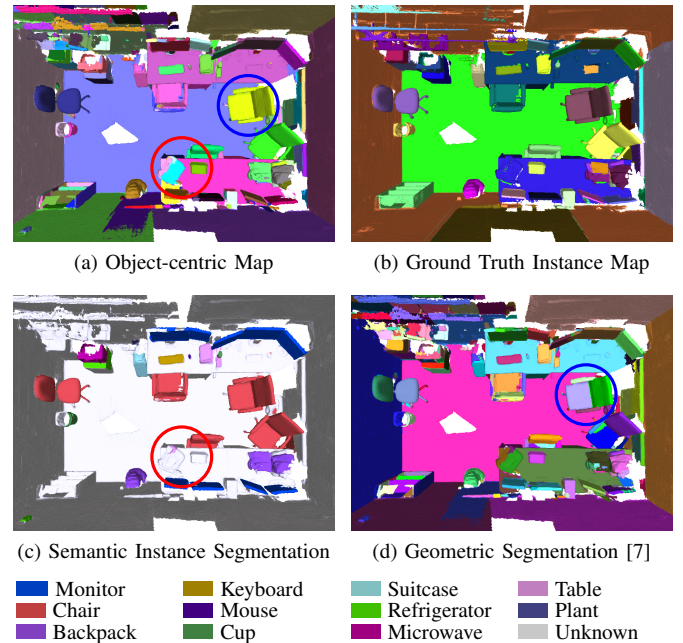 (a) Object-centric Map
(b) Ground Truth Instance Map
(c) Semantic Instance Segmentation
(d) Geometric Segmentation [7]
Monitor Keyboard Suitcase Table
Chair Mouse Refrigerator Plant
Backpack Cup Microwave Unknown